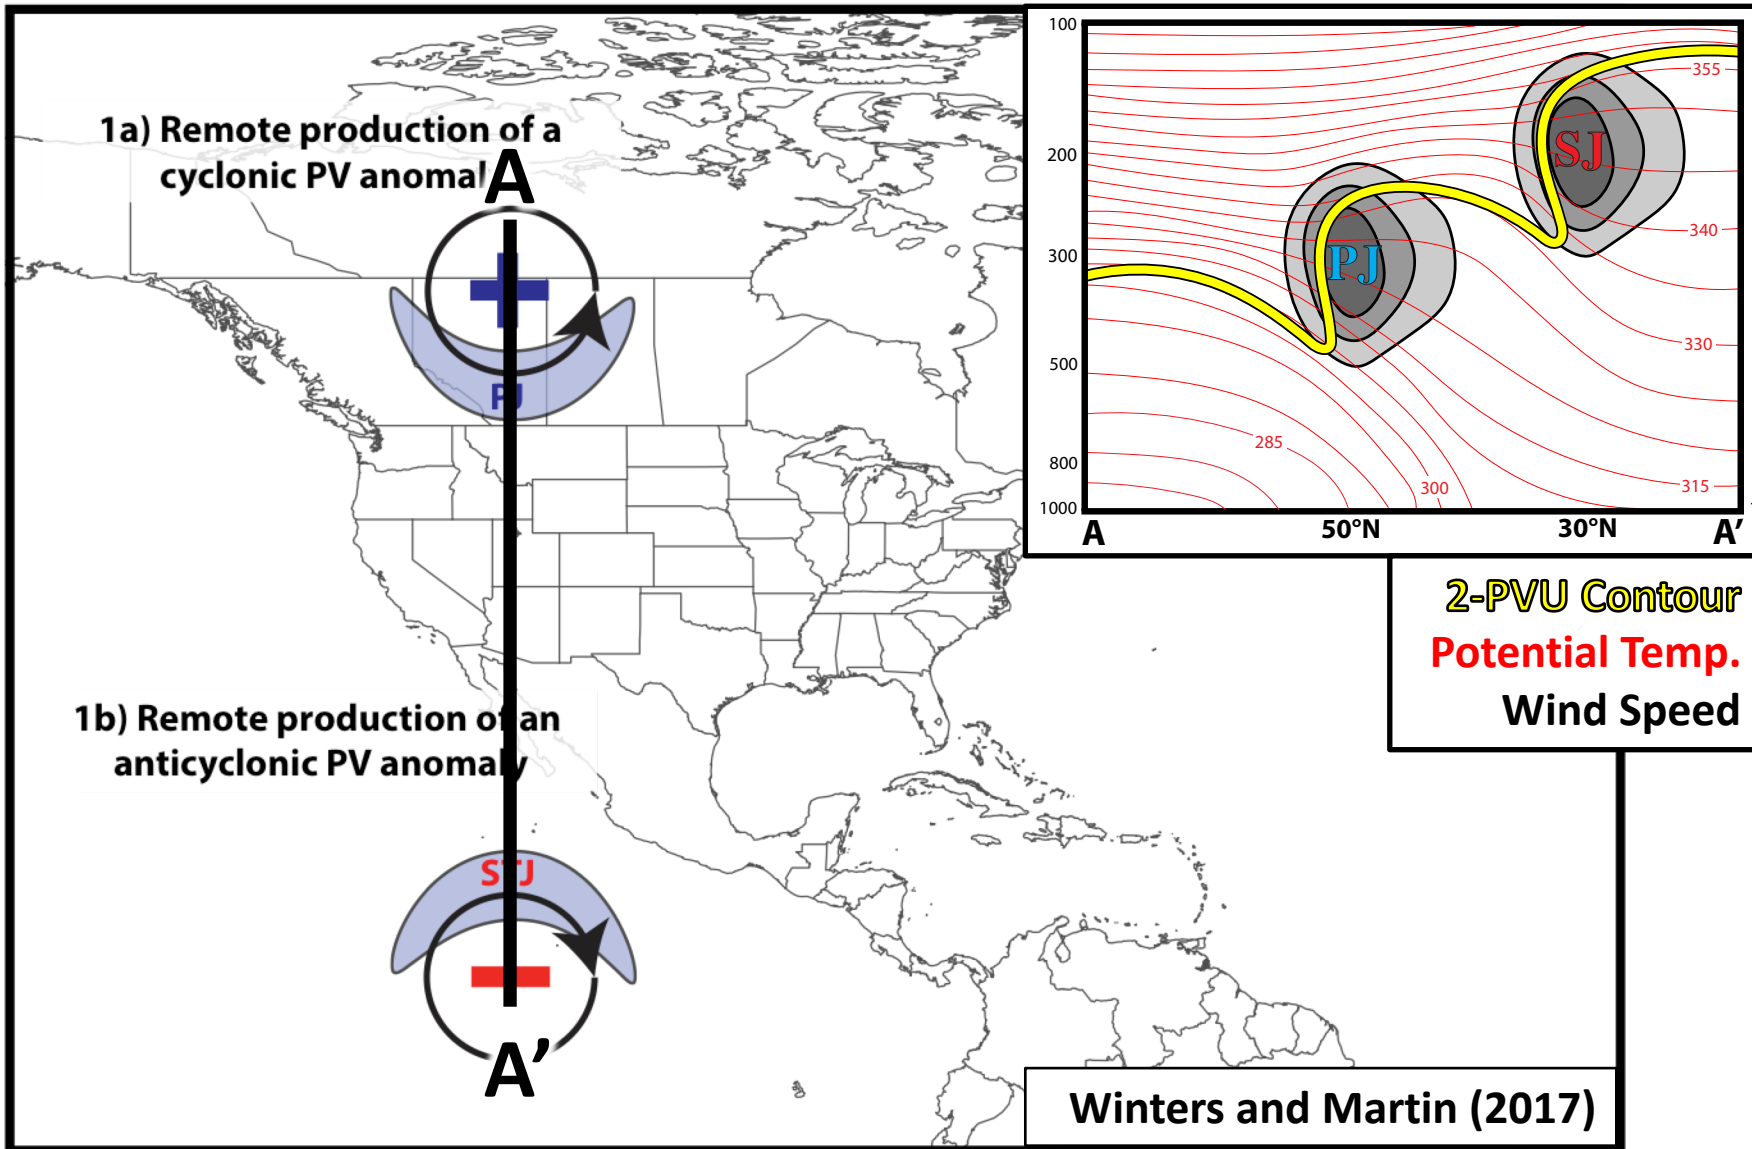 1a) Remote production of a
cyclonic PV anomal
A
PJ
1b) Remote production of an
anticyclonic PV anomaly
STJ
A’
100
200
300
500
800
1000
355
340
330
315
300
285
SJ
PJ
A
50°N
30°N
A’
2-PVU Contour
Potential Temp.
Wind Speed
Winters and Martin (2017)